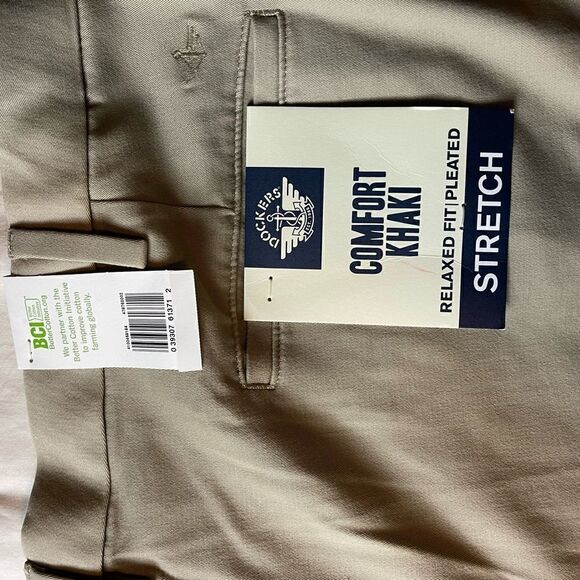 DOCKERS
COMFORT
KHAKI
RELAXED FIT | PLEATED
STRETCH
BCI
BetterCotton.org
We partner with the
Better Cotton Initiative
to improve cotton
farming globally.
0 39307 61371 2